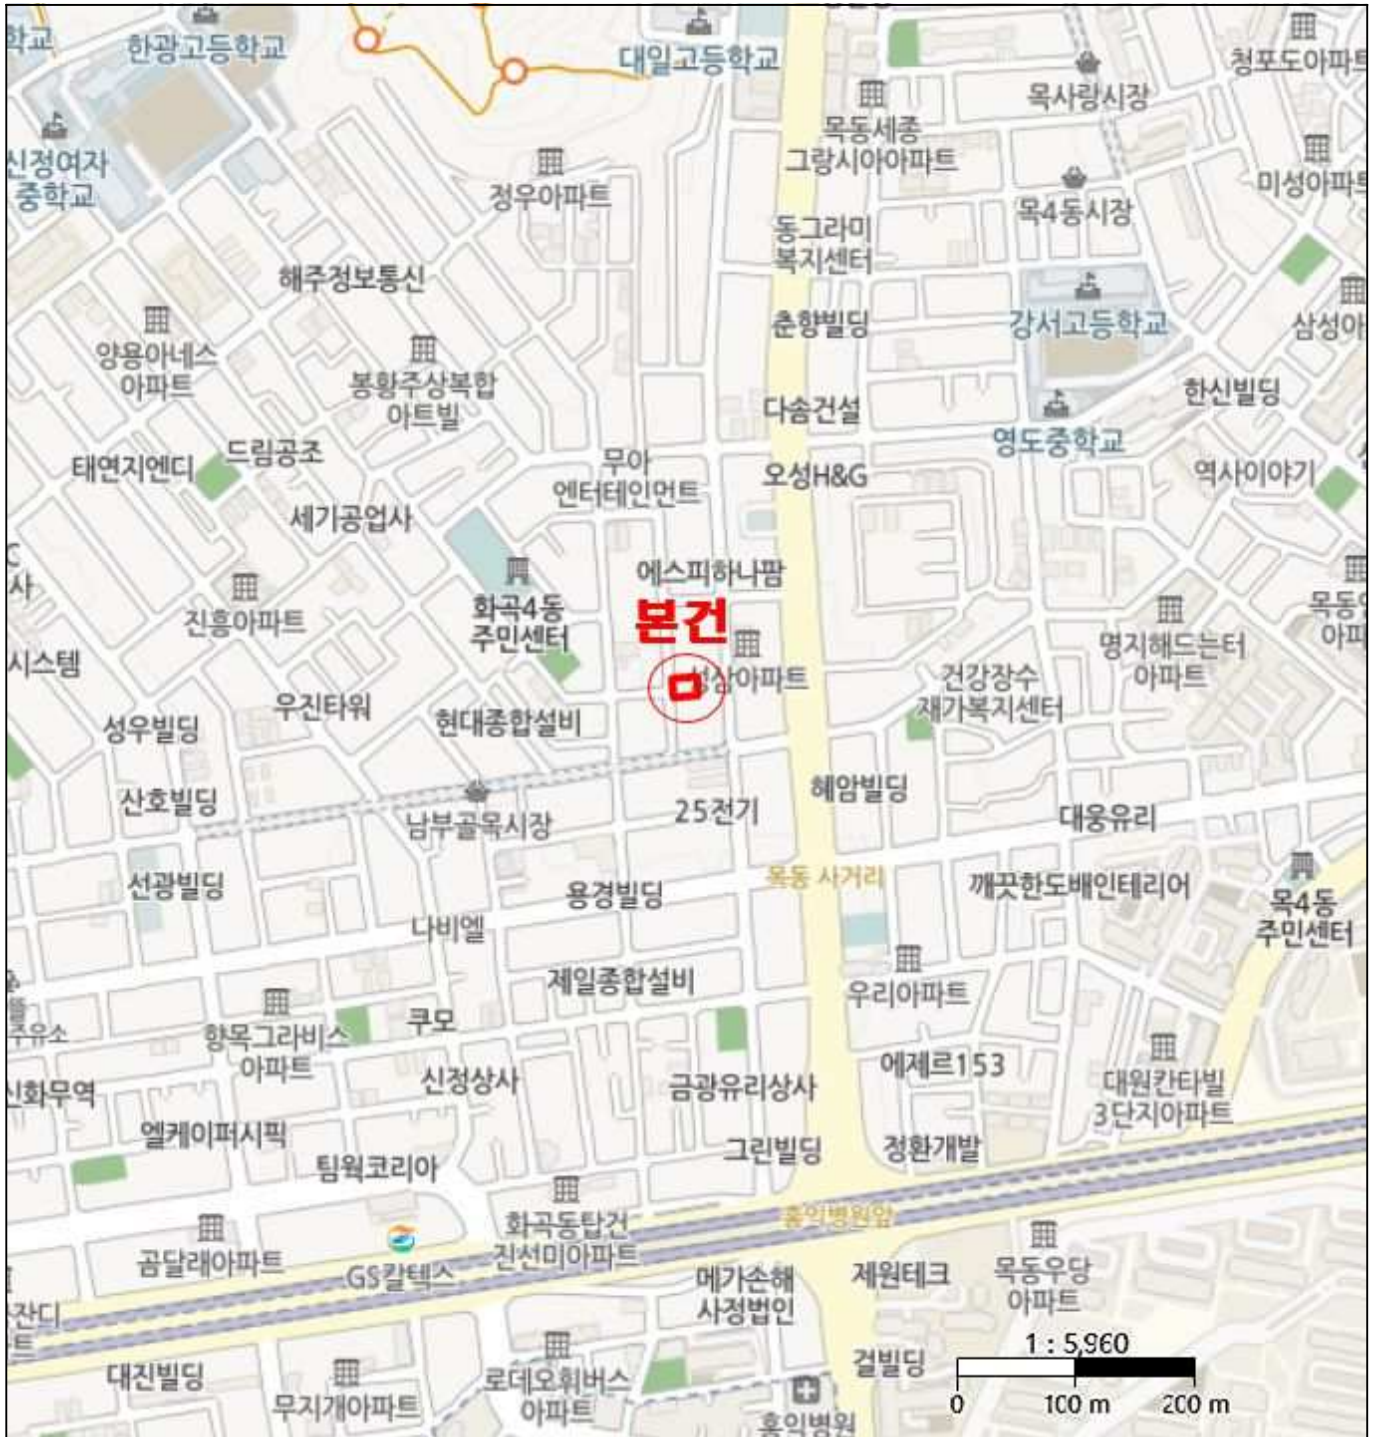 학교
한광고등학교
대일고등학교
청포도아파트
목사랑시장
목동세종
그랑시아아파트
신정여자
중학교
정우아파트
미성아파트
목4동시장
동그라미
복지센터
해주정보통신
춘향빌딩
강서고등학교
삼성아
양용아네스
아파트
봉황주상복합
아트빌
한신빌딩
다솜건설
영도중학교
드림공조
태연지엔디
무아
엔터테인먼트
오성H&G
역사이야기
세기공업사
에스피하나팜
사
진흥아파트
화곡4동
주민센터
본건
목동
아파
명지해드는터
아파트
시스템
성삼아파트
건강장수
재가복지센터
우진타워
현대종합설비
성우빌딩
산호빌딩
남부골목시장
25전기
혜암빌딩
대웅유리
선광빌딩
용경빌딩
목동 사거리
깨끗한도배인테리어
목4동
주민센터
나비엘
제일종합설비
우리아파트
주유소
향목그라비스
아파트
쿠모
신정상사
금광유리상사
에제르153
대원칸타빌
3단지아파트
신화무역
엘케이퍼시픽
팀웍코리아
그린빌딩
정환개발
곰달래아파트
GS칼텍스
화곡동탑건
진선미아파트
홍익병원앞
메가손해
사정법인
제원테크
목동우당
아파트
잔디
트
대진빌딩
무지개아파트
로데오휘버스
아파트
걸빌딩
홍익병원
1 : 5,960
0 100 m 200 m